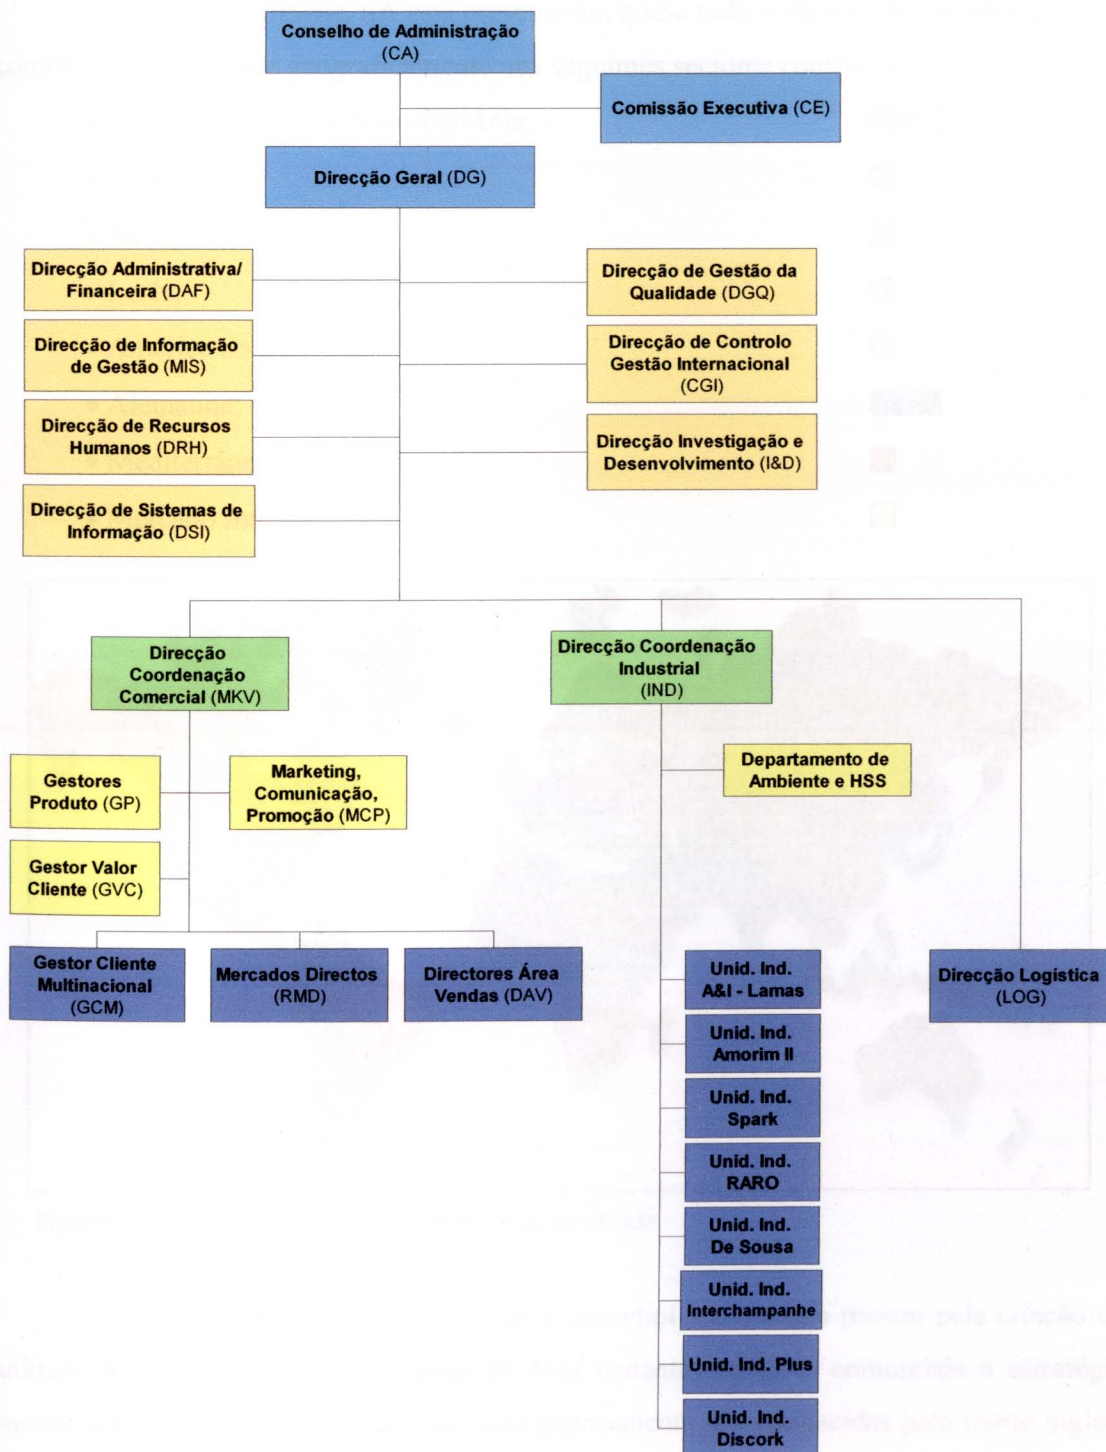 Conselho de Administração
(CA)
Comissão Executiva (CE)
Direcção Geral (DG)
Direcção Administrativa/
Financeira (DAF)
Direcção de Gestão da
Qualidade (DGQ)
Direcção de Informação
de Gestão (MIS)
Direcção de Controlo
Gestão Internacional
(CGI)
Direcção de Recursos
Humanos (DRH)
Direcção Investigação e
Desenvolvimento (I&D)
Direcção de Sistemas de
Informação (DSI)
Direcção
Coordenação
Comercial (MKV)
Direcção Coordenação
Industrial
(IND)
Gestores
Produto (GP)
Marketing,
Comunicação,
Promoção (MCP)
Departamento de
Ambiente e HSS
Gestor Valor
Cliente (GVC)
Gestor Cliente
Multinacional
(GCM)
Mercados Directos
(RMD)
Directores Área
Vendas (DAV)
Unid. Ind.
A&I - Lamas
Direcção Logística
(LOG)
Unid. Ind.
Amorim II
Unid. Ind.
Spark
Unid. Ind.
RARO
Unid. Ind.
De Sousa
Unid. Ind.
Interchampanhe
Unid. Ind. Plus
Unid. Ind.
Discork